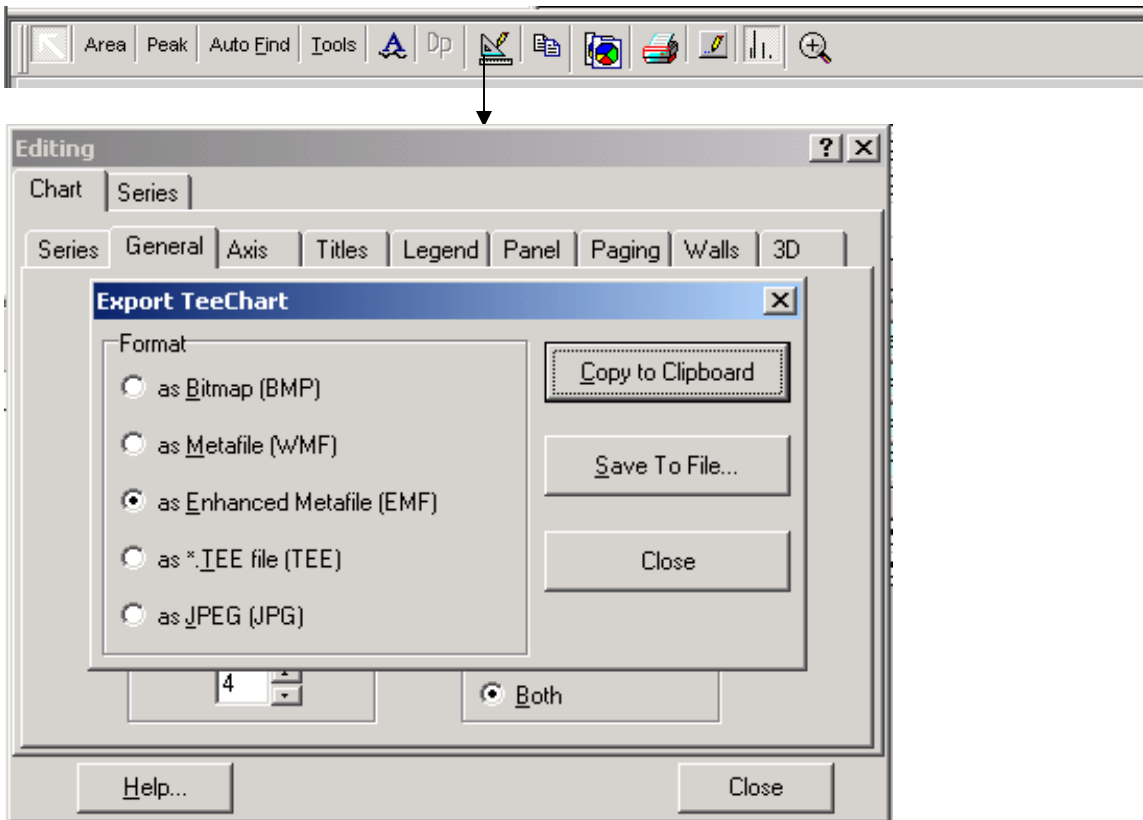 Area Peak Auto Find Tools A Dp
Editing
Chart Series
Series General Axis Titles Legend Panel Paging Walls 3D
Export TeeChart
Format
as Bitmap (BMP)
as Metafile (WMF)
as Enhanced Metafile (EMF)
as *.TEE file (TEE)
as JPEG (JPG)
Copy to Clipboard
Save To File...
Close
4
Both
Help...
Close